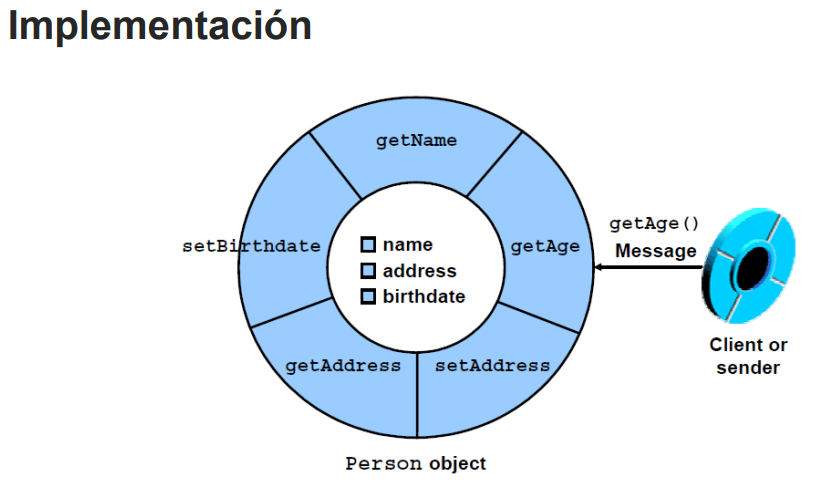 Implementación
getName
setBirthdate
name
address
birthdate
getAge
getAge()
Message
getAddress
setAddress
Client or
sender
Person object